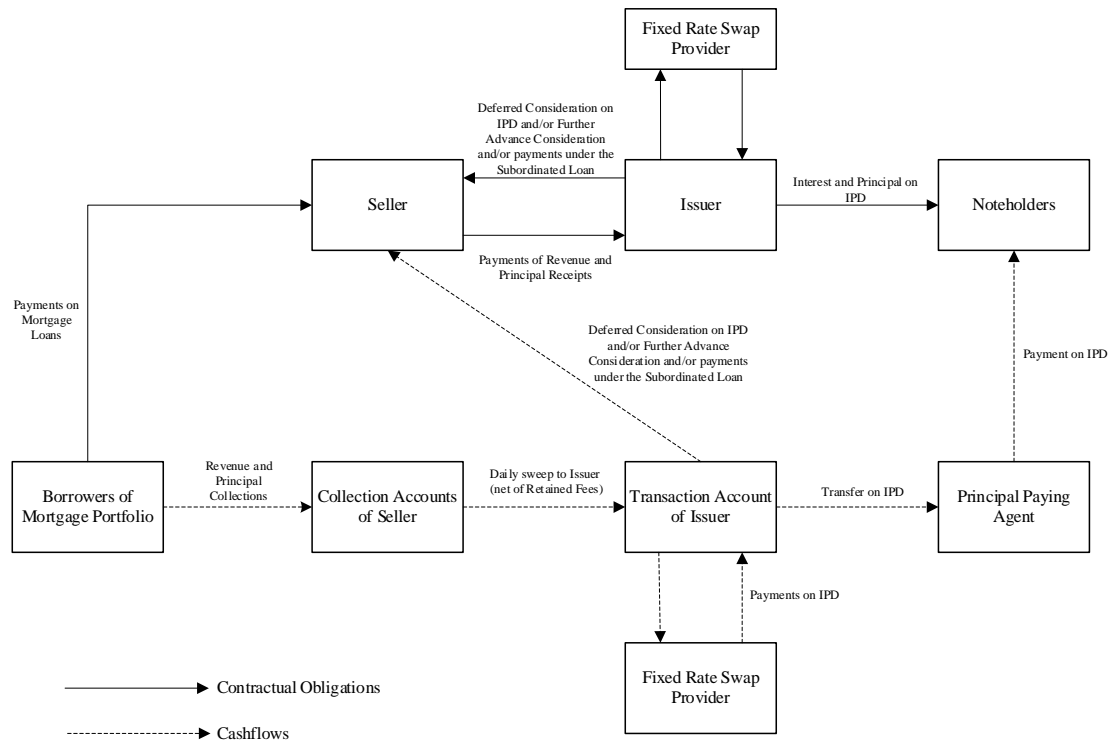 Fixed Rate Swap
Provider
Deferred Consideration on
IPD and/or Further
Advance Consideration
and/or payments under the
Subordinated Loan
Seller
Issuer
Interest and Principal on
IPD
Noteholders
Payments of Revenue and
Principal Receipts
Payments on
Mortgage
Loans
Deferred Consideration on IPD
and/or Further Advance
Consideration and/or payments
under the Subordinated Loan
Payment on IPD
Borrowers of
Mortgage Portfolio
Revenue and
Principal
Collections
Collection Accounts
of Seller
Daily sweep to Issuer
(net of Retained Fees)
Transaction Account
of Issuer
Transfer on IPD
Principal Paying
Agent
Payments on IPD
Fixed Rate Swap
Provider
Contractual Obligations
Cashflows